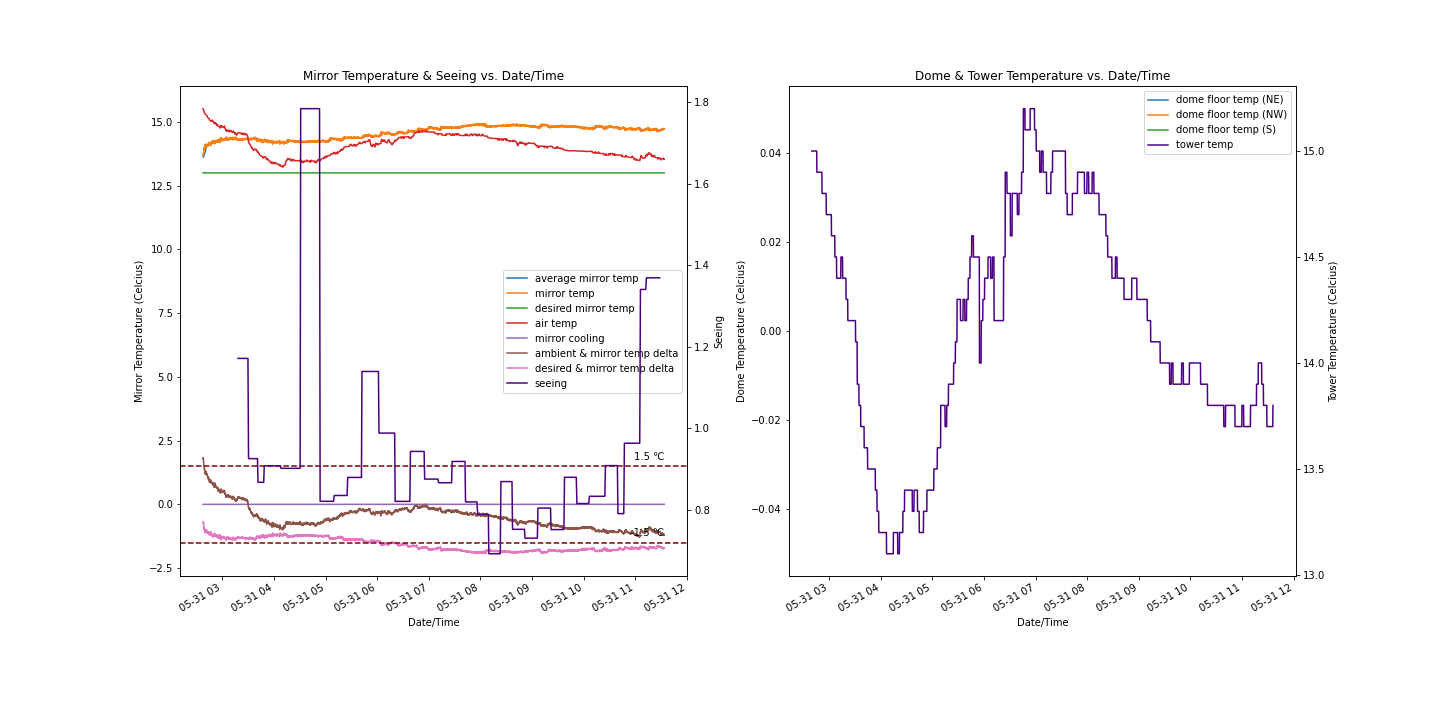 Mirror Temperature & Seeing vs. Date/Time
Mirror Temperature (Celcius)
15.0
12.5
10.0
7.5
5.0
2.5
0.0
−2.5
1.8
1.6
1.4
1.2
1.0
0.8
Seeing
average mirror temp
mirror temp
desired mirror temp
air temp
mirror cooling
ambient & mirror temp delta
desired & mirror temp delta
seeing
1.5 °C
-1.5 °C
05-31 03
05-31 04
05-31 05
05-31 06
05-31 07
05-31 08
05-31 09
05-31 10
05-31 11
05-31 12
Date/Time
Dome & Tower Temperature vs. Date/Time
Dome Temperature (Celcius)
0.04
0.02
0.00
−0.02
−0.04
dome floor temp (NE)
dome floor temp (NW)
dome floor temp (S)
tower temp
15.0
14.5
14.0
13.5
13.0
Tower Temperature (Celcius)
05-31 03
05-31 04
05-31 05
05-31 06
05-31 07
05-31 08
05-31 09
05-31 10
05-31 11
05-31 12
Date/Time